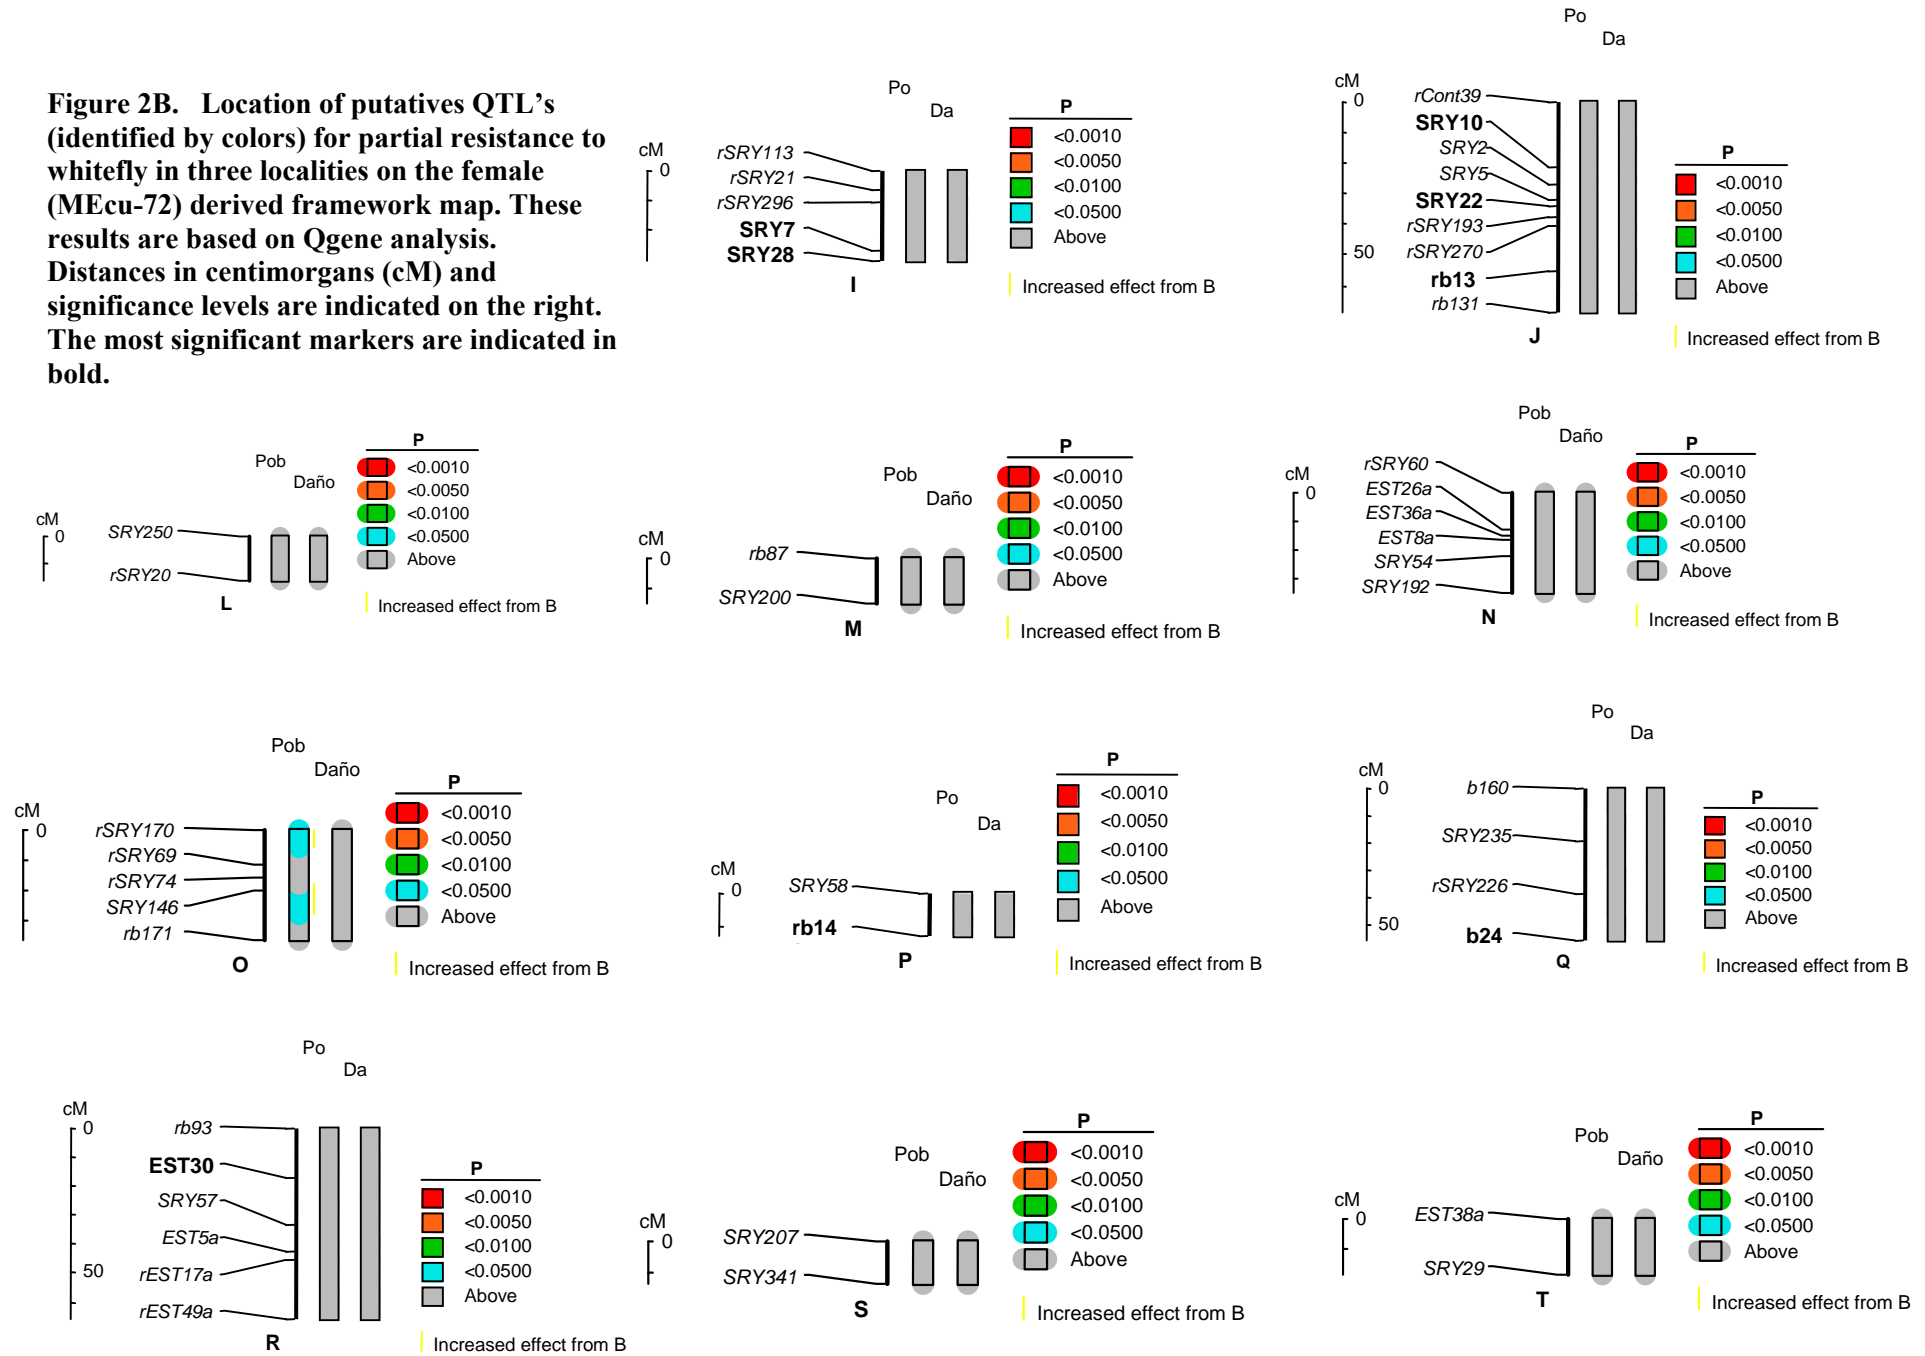 Figure 2B. Location of putatives QTL's
(identified by colors) for partial resistance to
whitefly in three localities on the female
(MEcu-72) derived framework map. These
results are based on Qgene analysis.
Distances in centimorgans (cM) and
significance levels are indicated on the right.
The most significant markers are indicated in
bold.
Po
Da
cM
0
rSRY113
rSRY21
rSRY296
SRY7
SRY28
I
P
<0.0010
<0.0050
<0.0100
<0.0500
Above
Increased effect from B
Po
Da
cM
0
50
rCont39
SRY10
SRY2
SRY5
SRY22
rSRY193
rSRY270
rb13
rb131
J
P
<0.0010
<0.0050
<0.0100
<0.0500
Above
Increased effect from B
Pob
Daño
cM
0
SRY250
rSRY20
L
P
<0.0010
<0.0050
<0.0100
<0.0500
Above
Increased effect from B
Pob
Daño
cM
0
rb87
SRY200
M
P
<0.0010
<0.0050
<0.0100
<0.0500
Above
Increased effect from B
Pob
Daño
cM
0
rSRY60
EST26a
EST36a
EST8a
SRY54
SRY192
N
P
<0.0010
<0.0050
<0.0100
<0.0500
Above
Increased effect from B
Pob
Daño
cM
0
rSRY170
rSRY69
rSRY74
SRY146
rb171
O
P
<0.0010
<0.0050
<0.0100
<0.0500
Above
Increased effect from B
Po
Da
cM
0
SRY58
rb14
P
P
<0.0010
<0.0050
<0.0100
<0.0500
Above
Increased effect from B
Po
Da
cM
0
50
b160
SRY235
rSRY226
b24
Q
P
<0.0010
<0.0050
<0.0100
<0.0500
Above
Increased effect from B
Po
Da
cM
0
50
rb93
EST30
SRY57
EST5a
rEST17a
rEST49a
R
P
<0.0010
<0.0050
<0.0100
<0.0500
Above
Increased effect from B
Pob
Daño
cM
0
SRY207
SRY341
S
P
<0.0010
<0.0050
<0.0100
<0.0500
Above
Increased effect from B
Pob
Daño
cM
0
EST38a
SRY29
T
P
<0.0010
<0.0050
<0.0100
<0.0500
Above
Increased effect from B